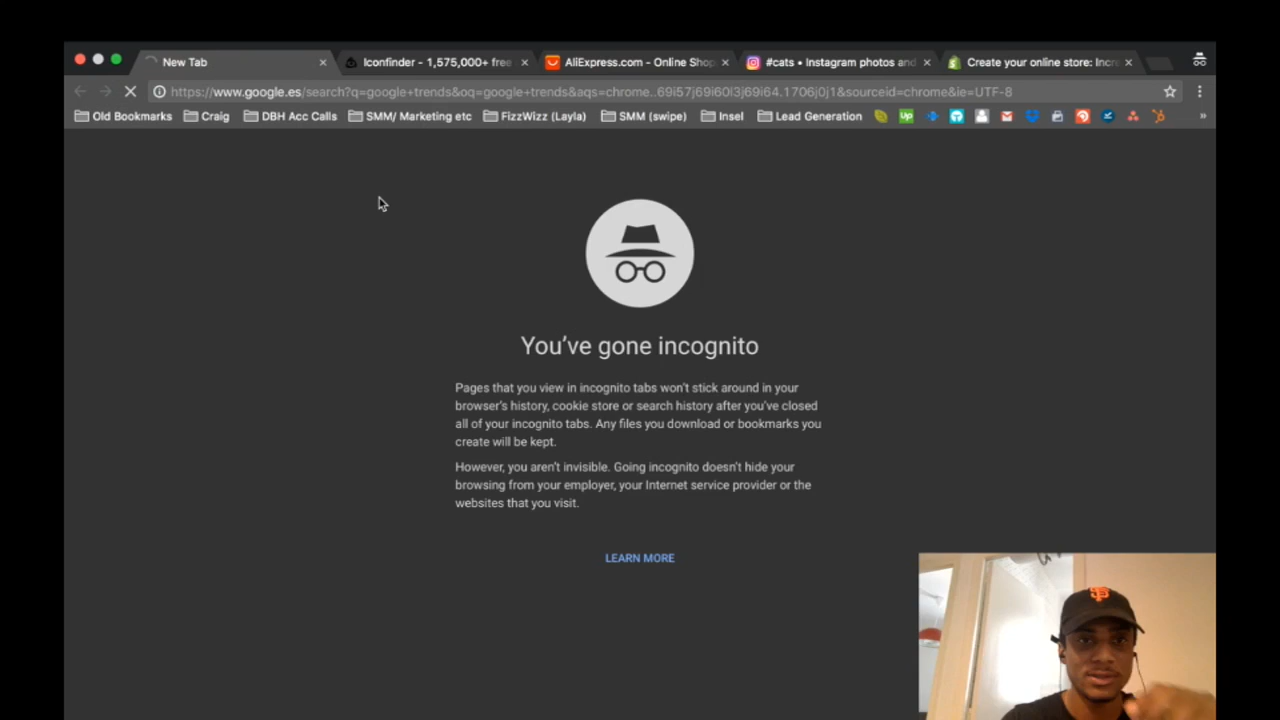 New Tab
Iconfinder - 1,575,000+ free
AliExpress.com - Online Shop
#cats • Instagram photos and
Create your online store: Incre
https://www.google.es/search?q=google+trends&oq=google+trends&aqs=chrome..69i57j69i60l3j69i64.1706j0j1&sourceid=chrome&ie=UTF-8
Old Bookmarks Craig DBH Acc Calls SMM/ Marketing etc FizzWizz (Layla) SMM (swipe) Insel Lead Generation Up »
You've gone incognito
Pages that you view in incognito tabs won't stick around in your
browser's history, cookie store or search history after you've closed
all of your incognito tabs. Any files you download or bookmarks you
create will be kept.
However, you aren't invisible. Going incognito doesn't hide your
browsing from your employer, your Internet service provider or the
websites that you visit.
LEARN MORE
SF